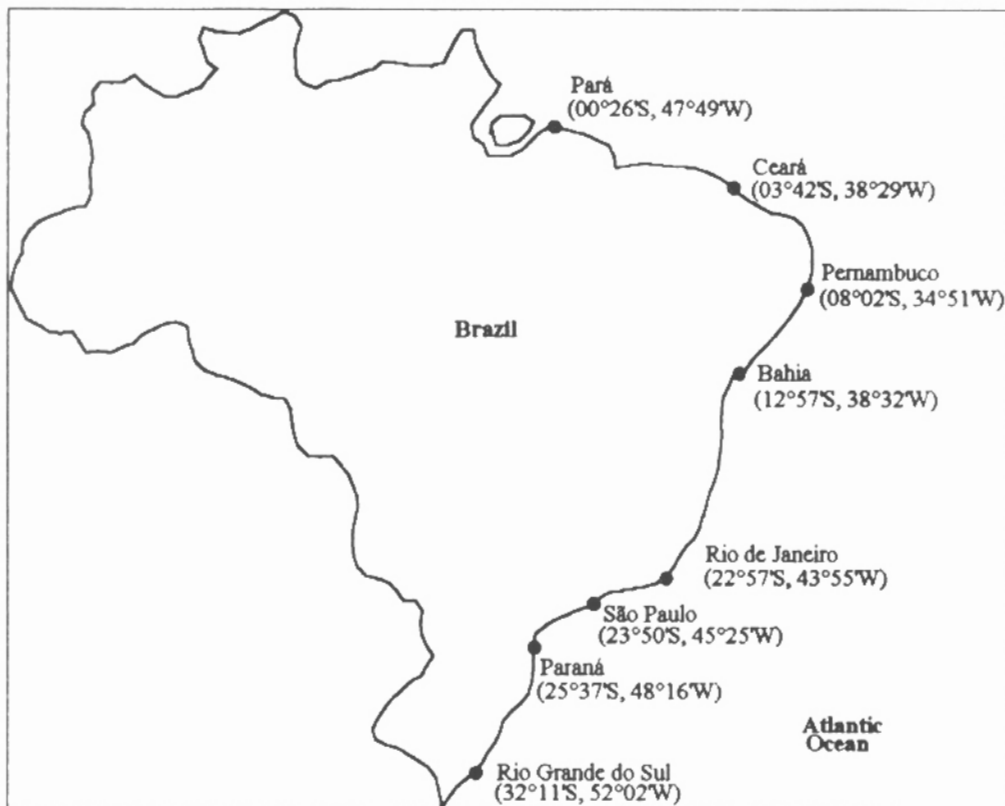 Pará
(00°26'S, 47°49'W)
Ceará
(03°42'S, 38°29'W)
Pernambuco
(08°02'S, 34°51'W)
Brazil
Bahia
(12°57'S, 38°32'W)
Rio de Janeiro
(22°57'S, 43°55'W)
São Paulo
(23°50'S, 45°25'W)
Paraná
(25°37'S, 48°16'W)
Atlantic
Ocean
Rio Grande do Sul
(32°11'S, 52°02'W)